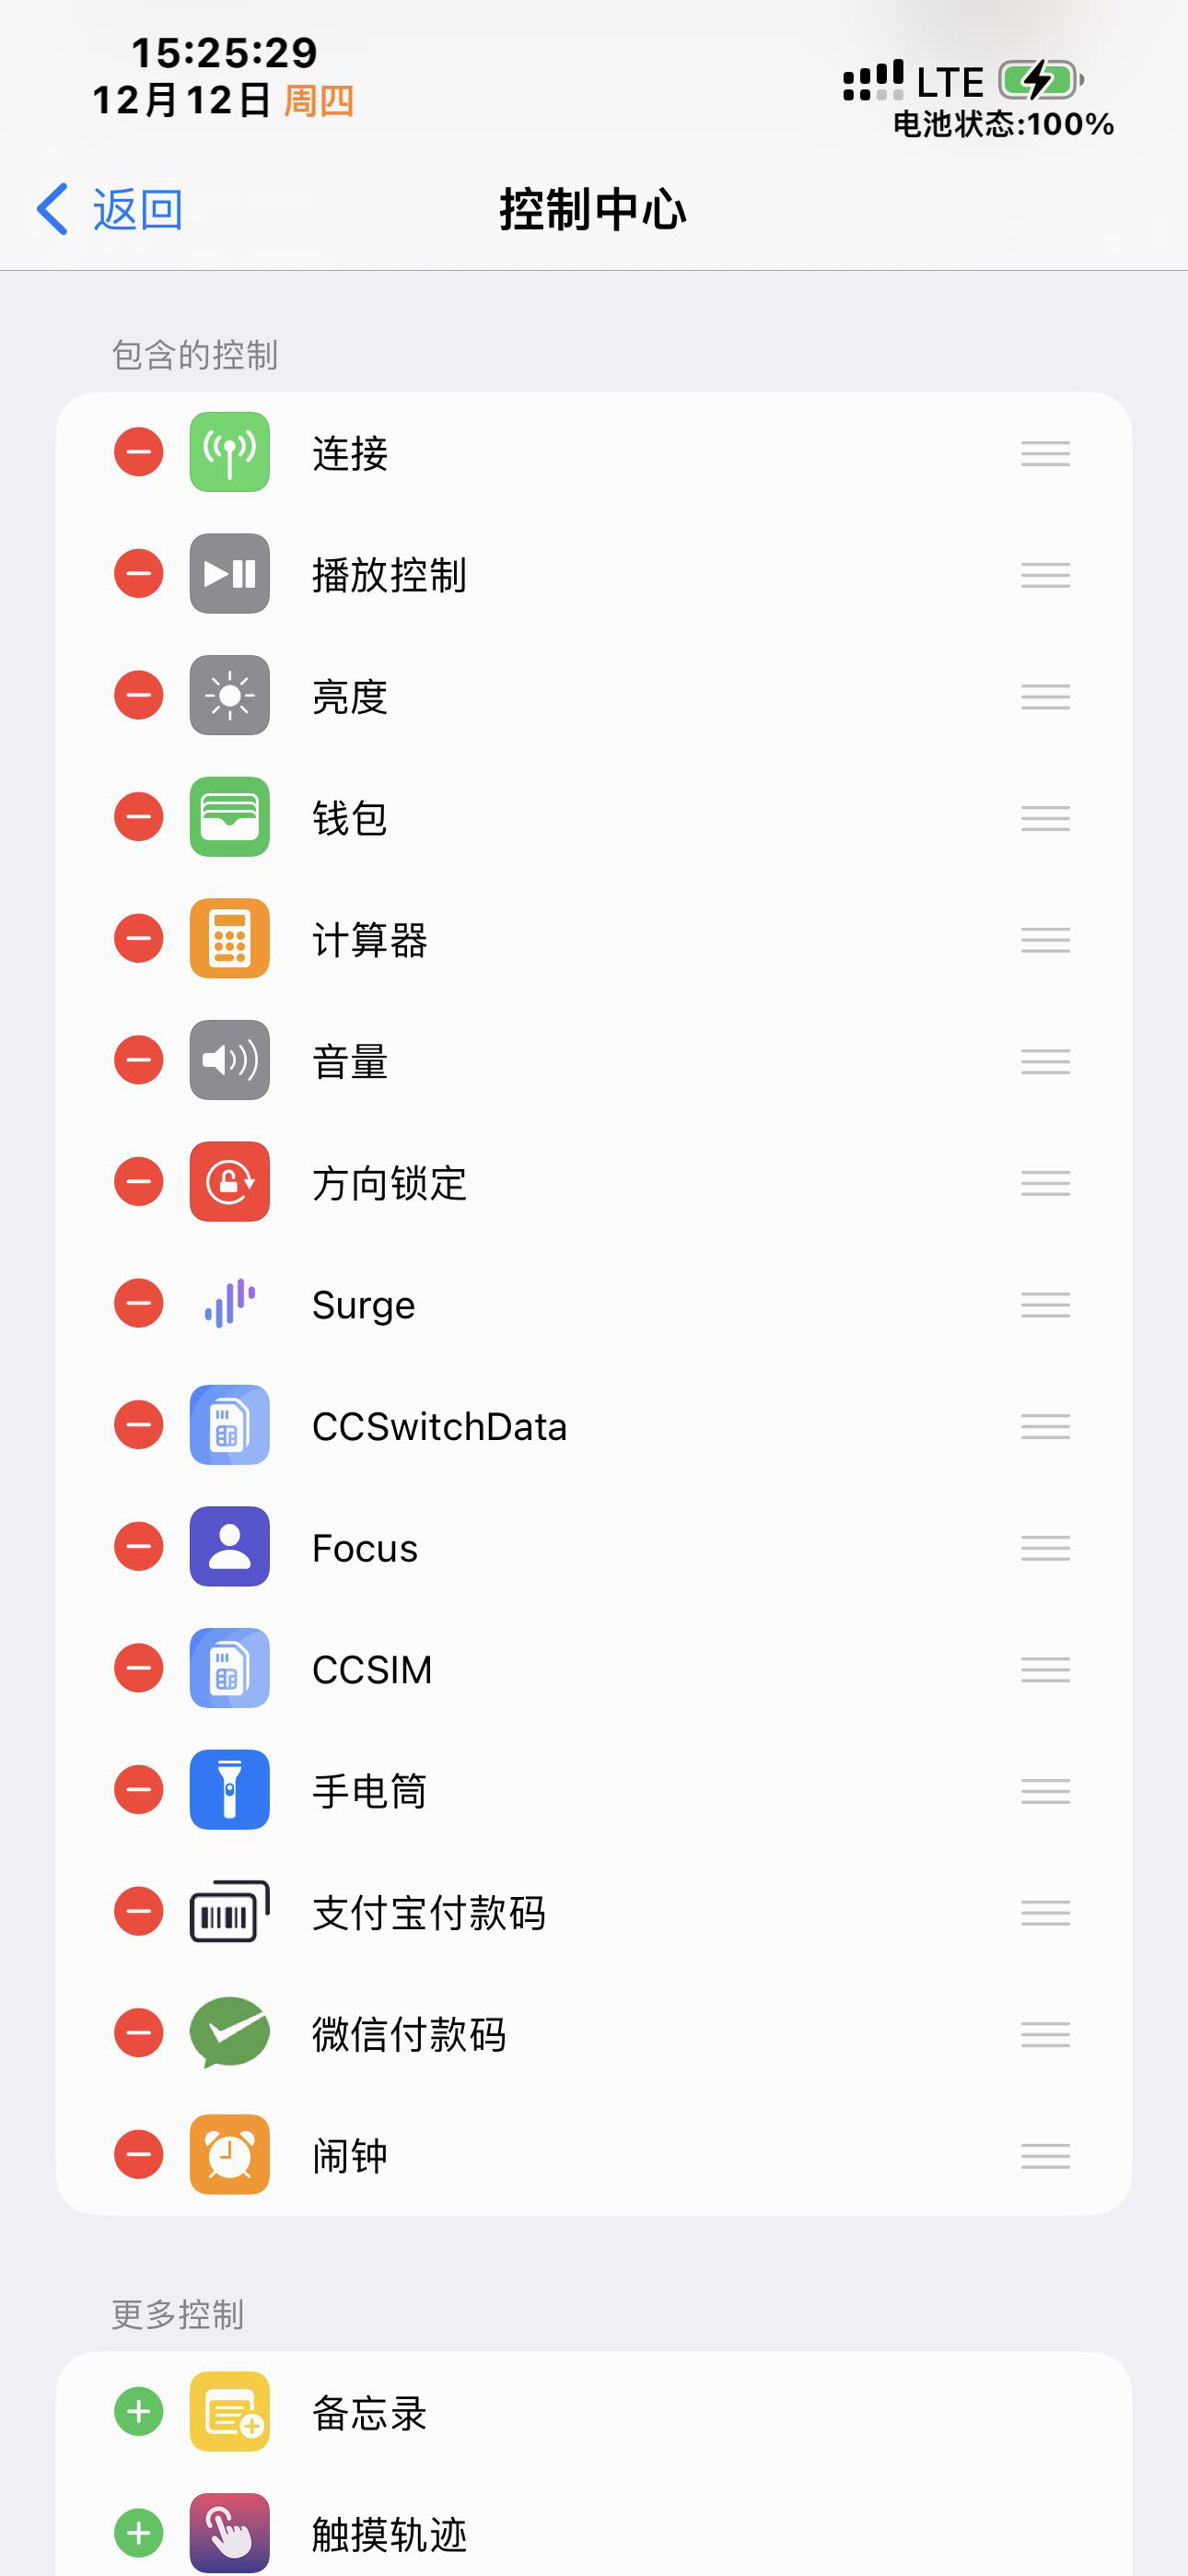 15:25:29
12月12日 周四
LTE
电池状态:100%
返回
控制中心
包含的控制
连接
播放控制
亮度
钱包
计算器
音量
方向锁定
Surge
CCSwitchData
Focus
CCSIM
手电筒
支付宝付款码
微信付款码
闹钟
更多控制
备忘录
触摸轨迹